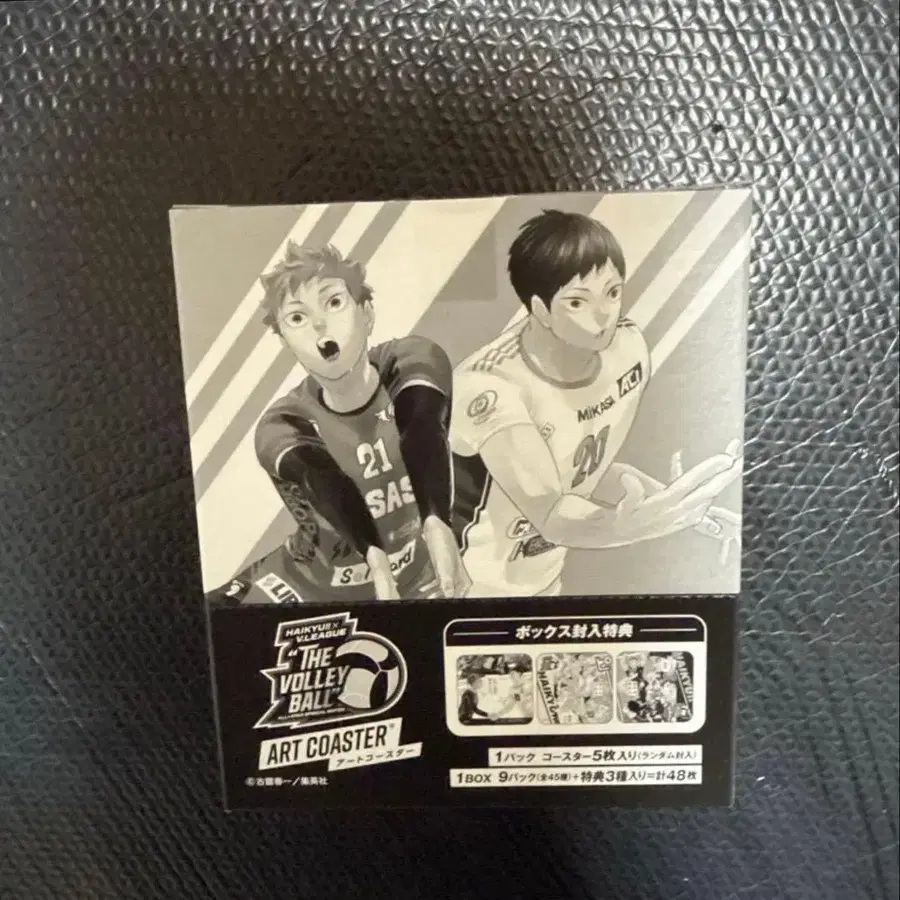 21
SAS
MIKASA
ACT
20
HAIKYU!!×
V.LEAGUE
"THE
VOLLEY
BALL"
ART COASTER
アートコースター
©古舘春一/集英社
ボックス封入特典
1パック コースター5枚入り(ランダム封入)
1BOX 9パック(全45種)+特典3種入り=計48枚